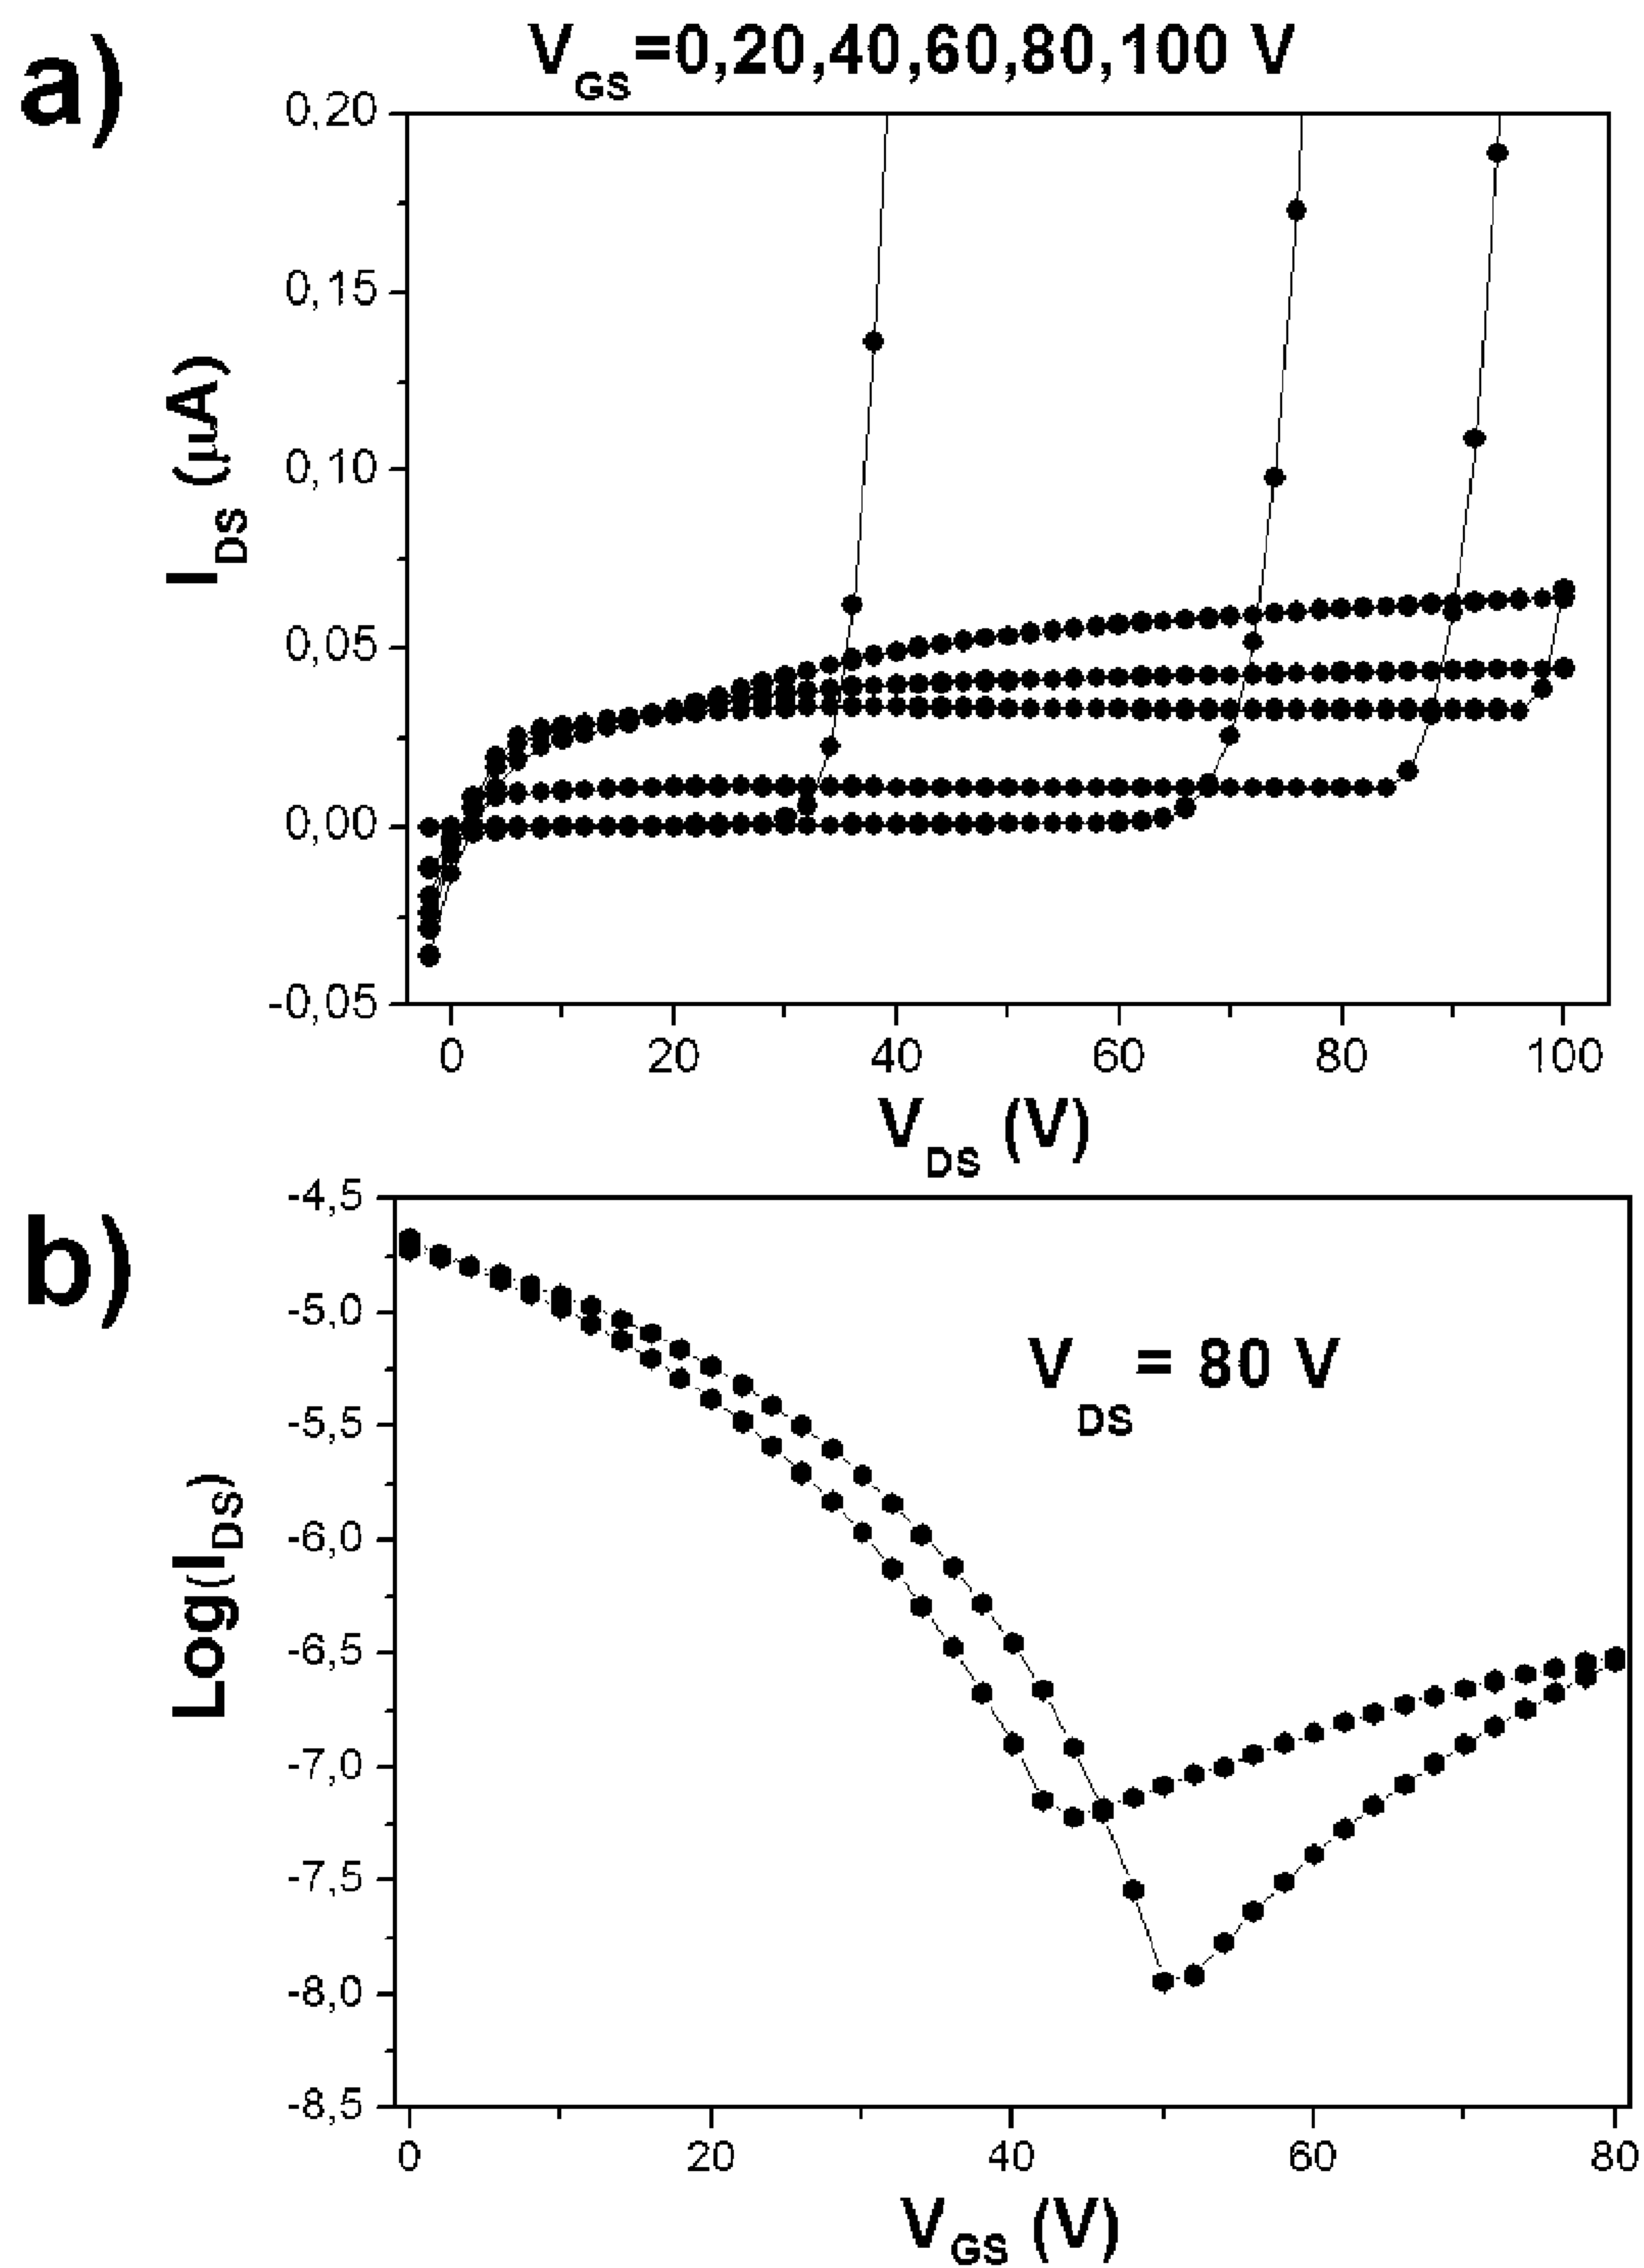 a)
V_GS=0,20,40,60,80,100 V
0,20
0,15
0,10
0,05
0,00
-0,05
I_DS (μA)
0 20 40 60 80 100
V_DS (V)
b)
-4,5
-5,0
-5,5
-6,0
-6,5
-7,0
-7,5
-8,0
-8,5
Log(I_DS)
V_DS = 80 V
0 20 40 60 80
V_GS (V)